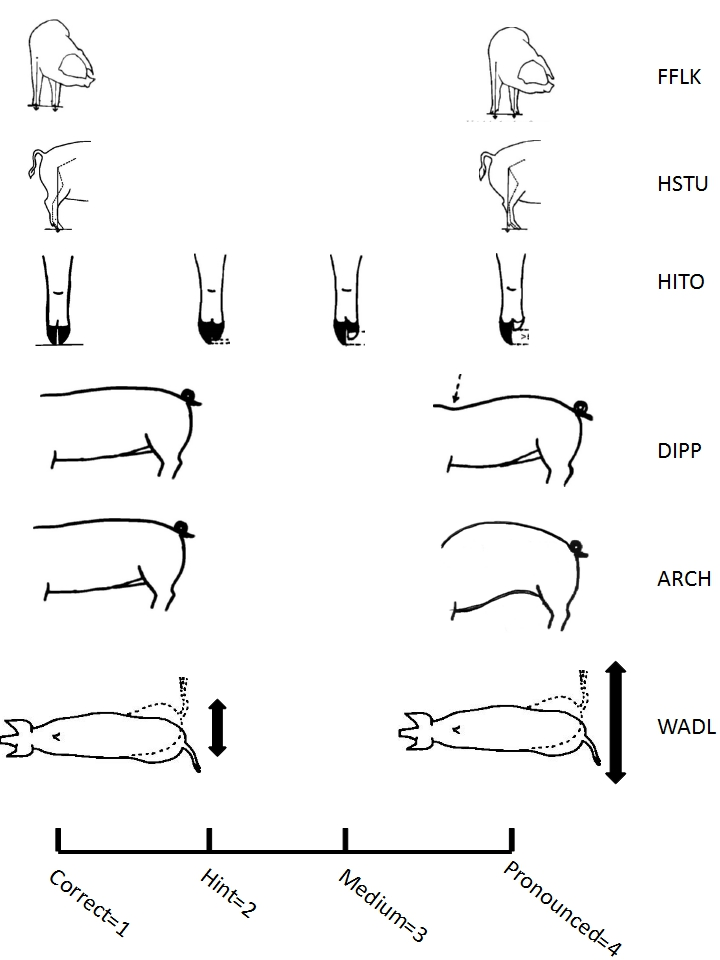 FFLK
HSTU
HITO
>I
DIPP
ARCH
WADL
Correct=1
Hint=2
Medium=3
Pronounced=4